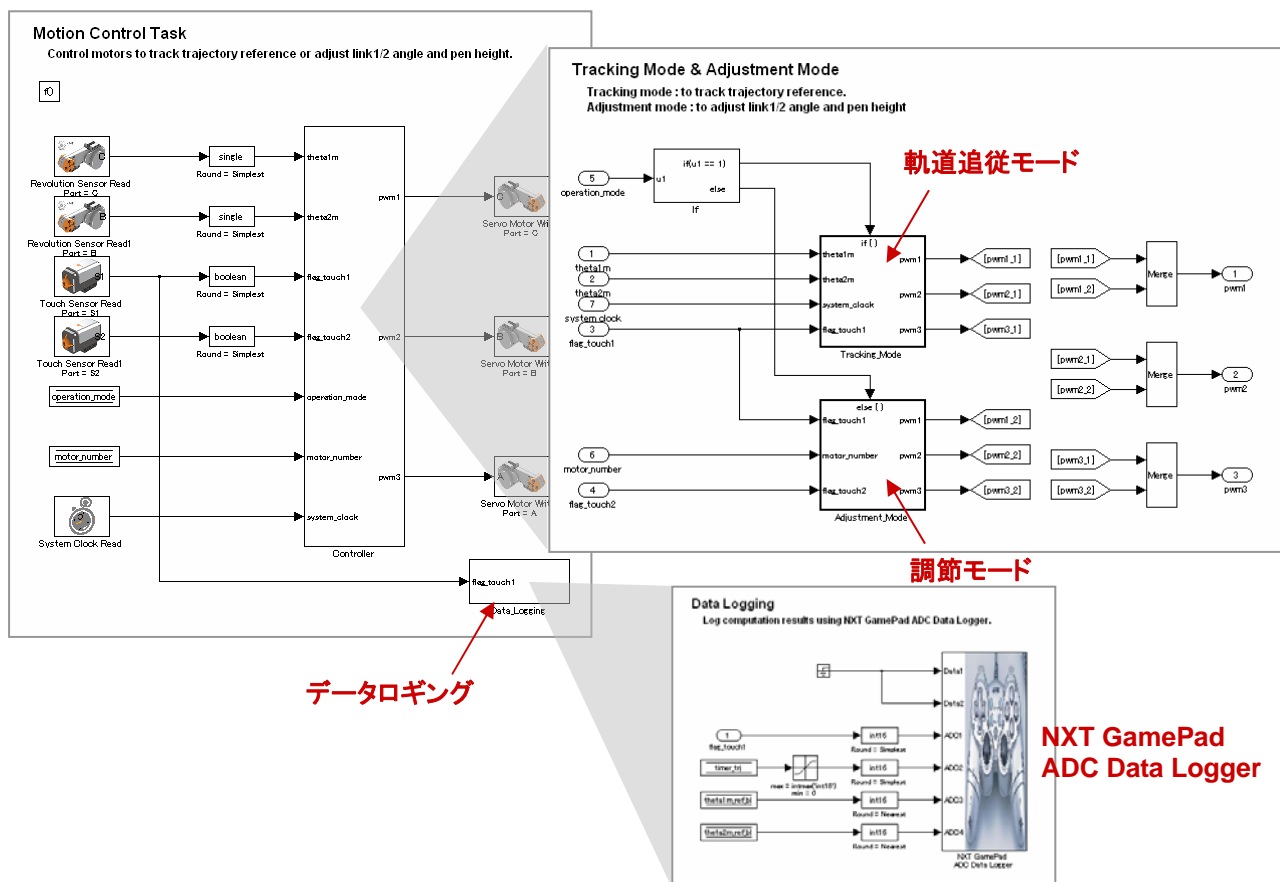 Motion Control Task
Control motors to track trajectory reference or adjust link1/2 angle and pen height.
f()
C
Revolution Sensor Read
Port = C
single
Round = Simplest
theta1m
B
Revolution Sensor Read1
Port = B
single
Round = Simplest
theta2m
S1
Touch Sensor Read
Port = S1
boolean
Round = Simplest
flag_touch1
S2
Touch Sensor Read1
Port = S2
boolean
Round = Simplest
flag_touch2
operation_mode
operation_mode
motor_number
motor_number
System Clock Read
system_clock
pwm1
pwm2
pwm3
Controller
C
Servo Motor Wri
Port = C
B
Servo Motor Wri
Port = B
A
Servo Motor Wri
Port = A
flag_touch1
Data_Logging
データロギング
Tracking Mode & Adjustment Mode
Tracking mode : to track trajectory reference.
Adjustment mode : to adjust link1/2 angle and pen height
5
operation_mode
u1
if(u1 == 1)
else
If
軌道追従モード
1
theta1m
2
theta2m
7
system_clock
3
flag_touch1
if { }
theta1m
theta2m
system_clock
flag_touch1
pwm1
pwm2
pwm3
Tracking_Mode
[pwm1_1]
[pwm2_1]
[pwm3_1]
6
motor_number
4
flag_touch2
else { }
flag_touch1
motor_number
flag_touch2
pwm1
pwm2
pwm3
Adjustment_Mode
[pwm1_2]
[pwm2_2]
[pwm3_2]
[pwm1_1]
[pwm1_2]
Merge
1
pwm1
[pwm2_1]
[pwm2_2]
Merge
2
pwm2
[pwm3_1]
[pwm3_2]
Merge
3
pwm3
調節モード
Data Logging
Log computation results using NXT GamePad ADC Data Logger.
Data1
Data2
1
flag_touch1
int16
Round = Simplest
ADC1
timer_trj
max = intmax('int16')
min = 0
int16
Round = Simplest
ADC2
int16
Round = Nearest
ADC3
int16
Round = Nearest
ADC4
NXT GamePad
ADC Data Logger
NXT GamePad
ADC Data Logger